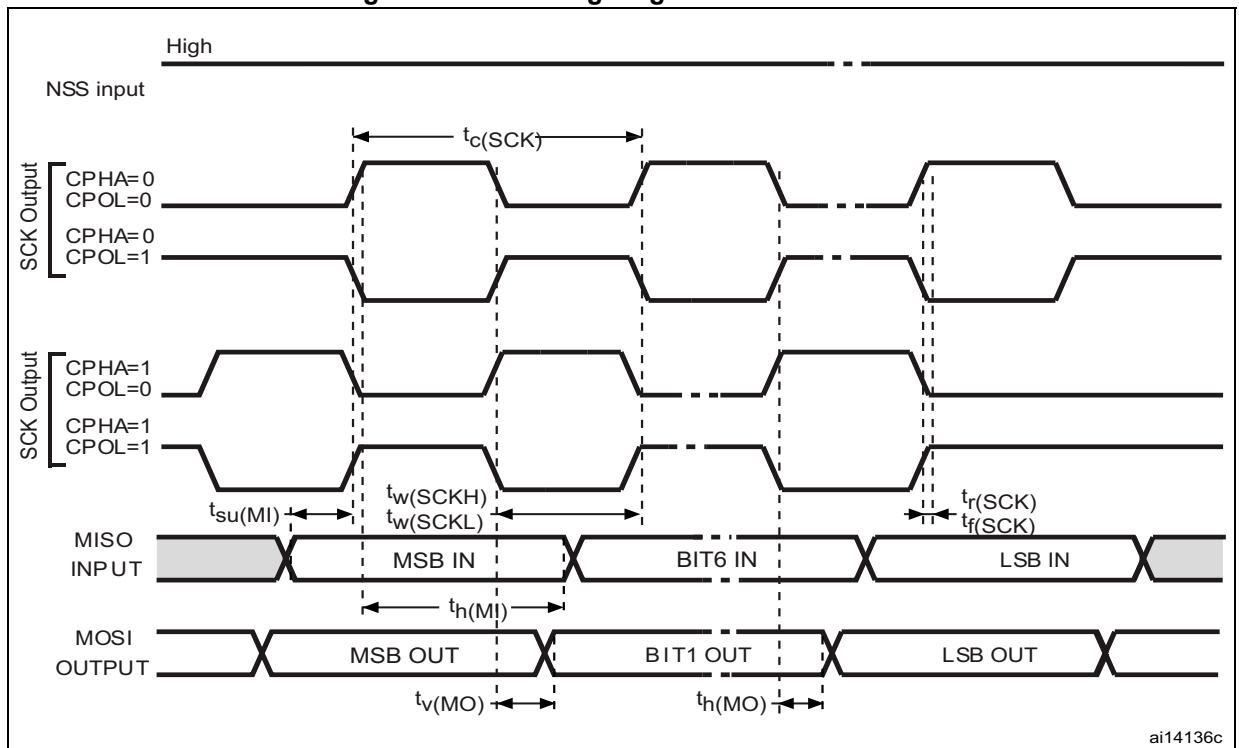 High
NSS input
tc(SCK)
SCK Output
CPHA=0
CPOL=0
CPHA=0
CPOL=1
SCK Output
CPHA=1
CPOL=0
CPHA=1
CPOL=1
tsu(MI)
tw(SCKH)
tw(SCKL)
tr(SCK)
tf(SCK)
MISO
INPUT
MSB IN
BIT6 IN
LSB IN
th(MI)
MOSI
OUTPUT
MSB OUT
BIT1 OUT
LSB OUT
tv(MO)
th(MO)
ai14136c